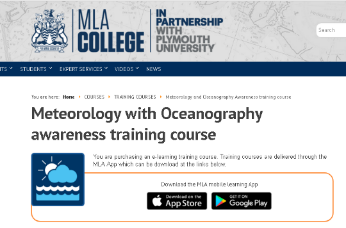 MLA
COLLEGE
IN
PARTNERSHIP
WITH
PLYMOUTH
UNIVERSITY
Search
NTS
STUDENTS
EXPERT SERVICES
VIDEOS
NEWS
You are here: Home COURSES TRAINING COURSES Meteorology and Oceanography Awareness training course
Meteorology with Oceanography
awareness training course
You are purchasing an e-learning training course. Training courses are delivered through the
MLA App which can be download at the links below.
Download the MLA mobile learning App
Download on the
App Store
GET IT ON
Google Play